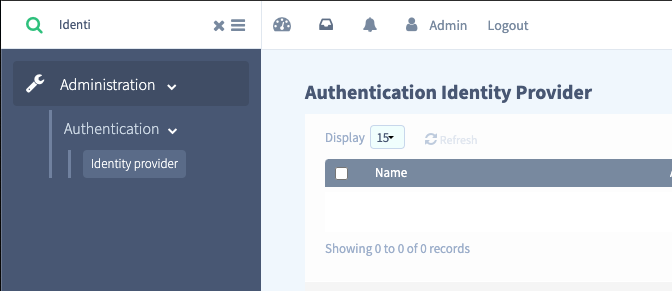 Identi
Admin Logout
Administration
Authentication
Identity provider
Authentication Identity Provider
Display 15 Refresh
Name
Showing 0 to 0 of 0 records